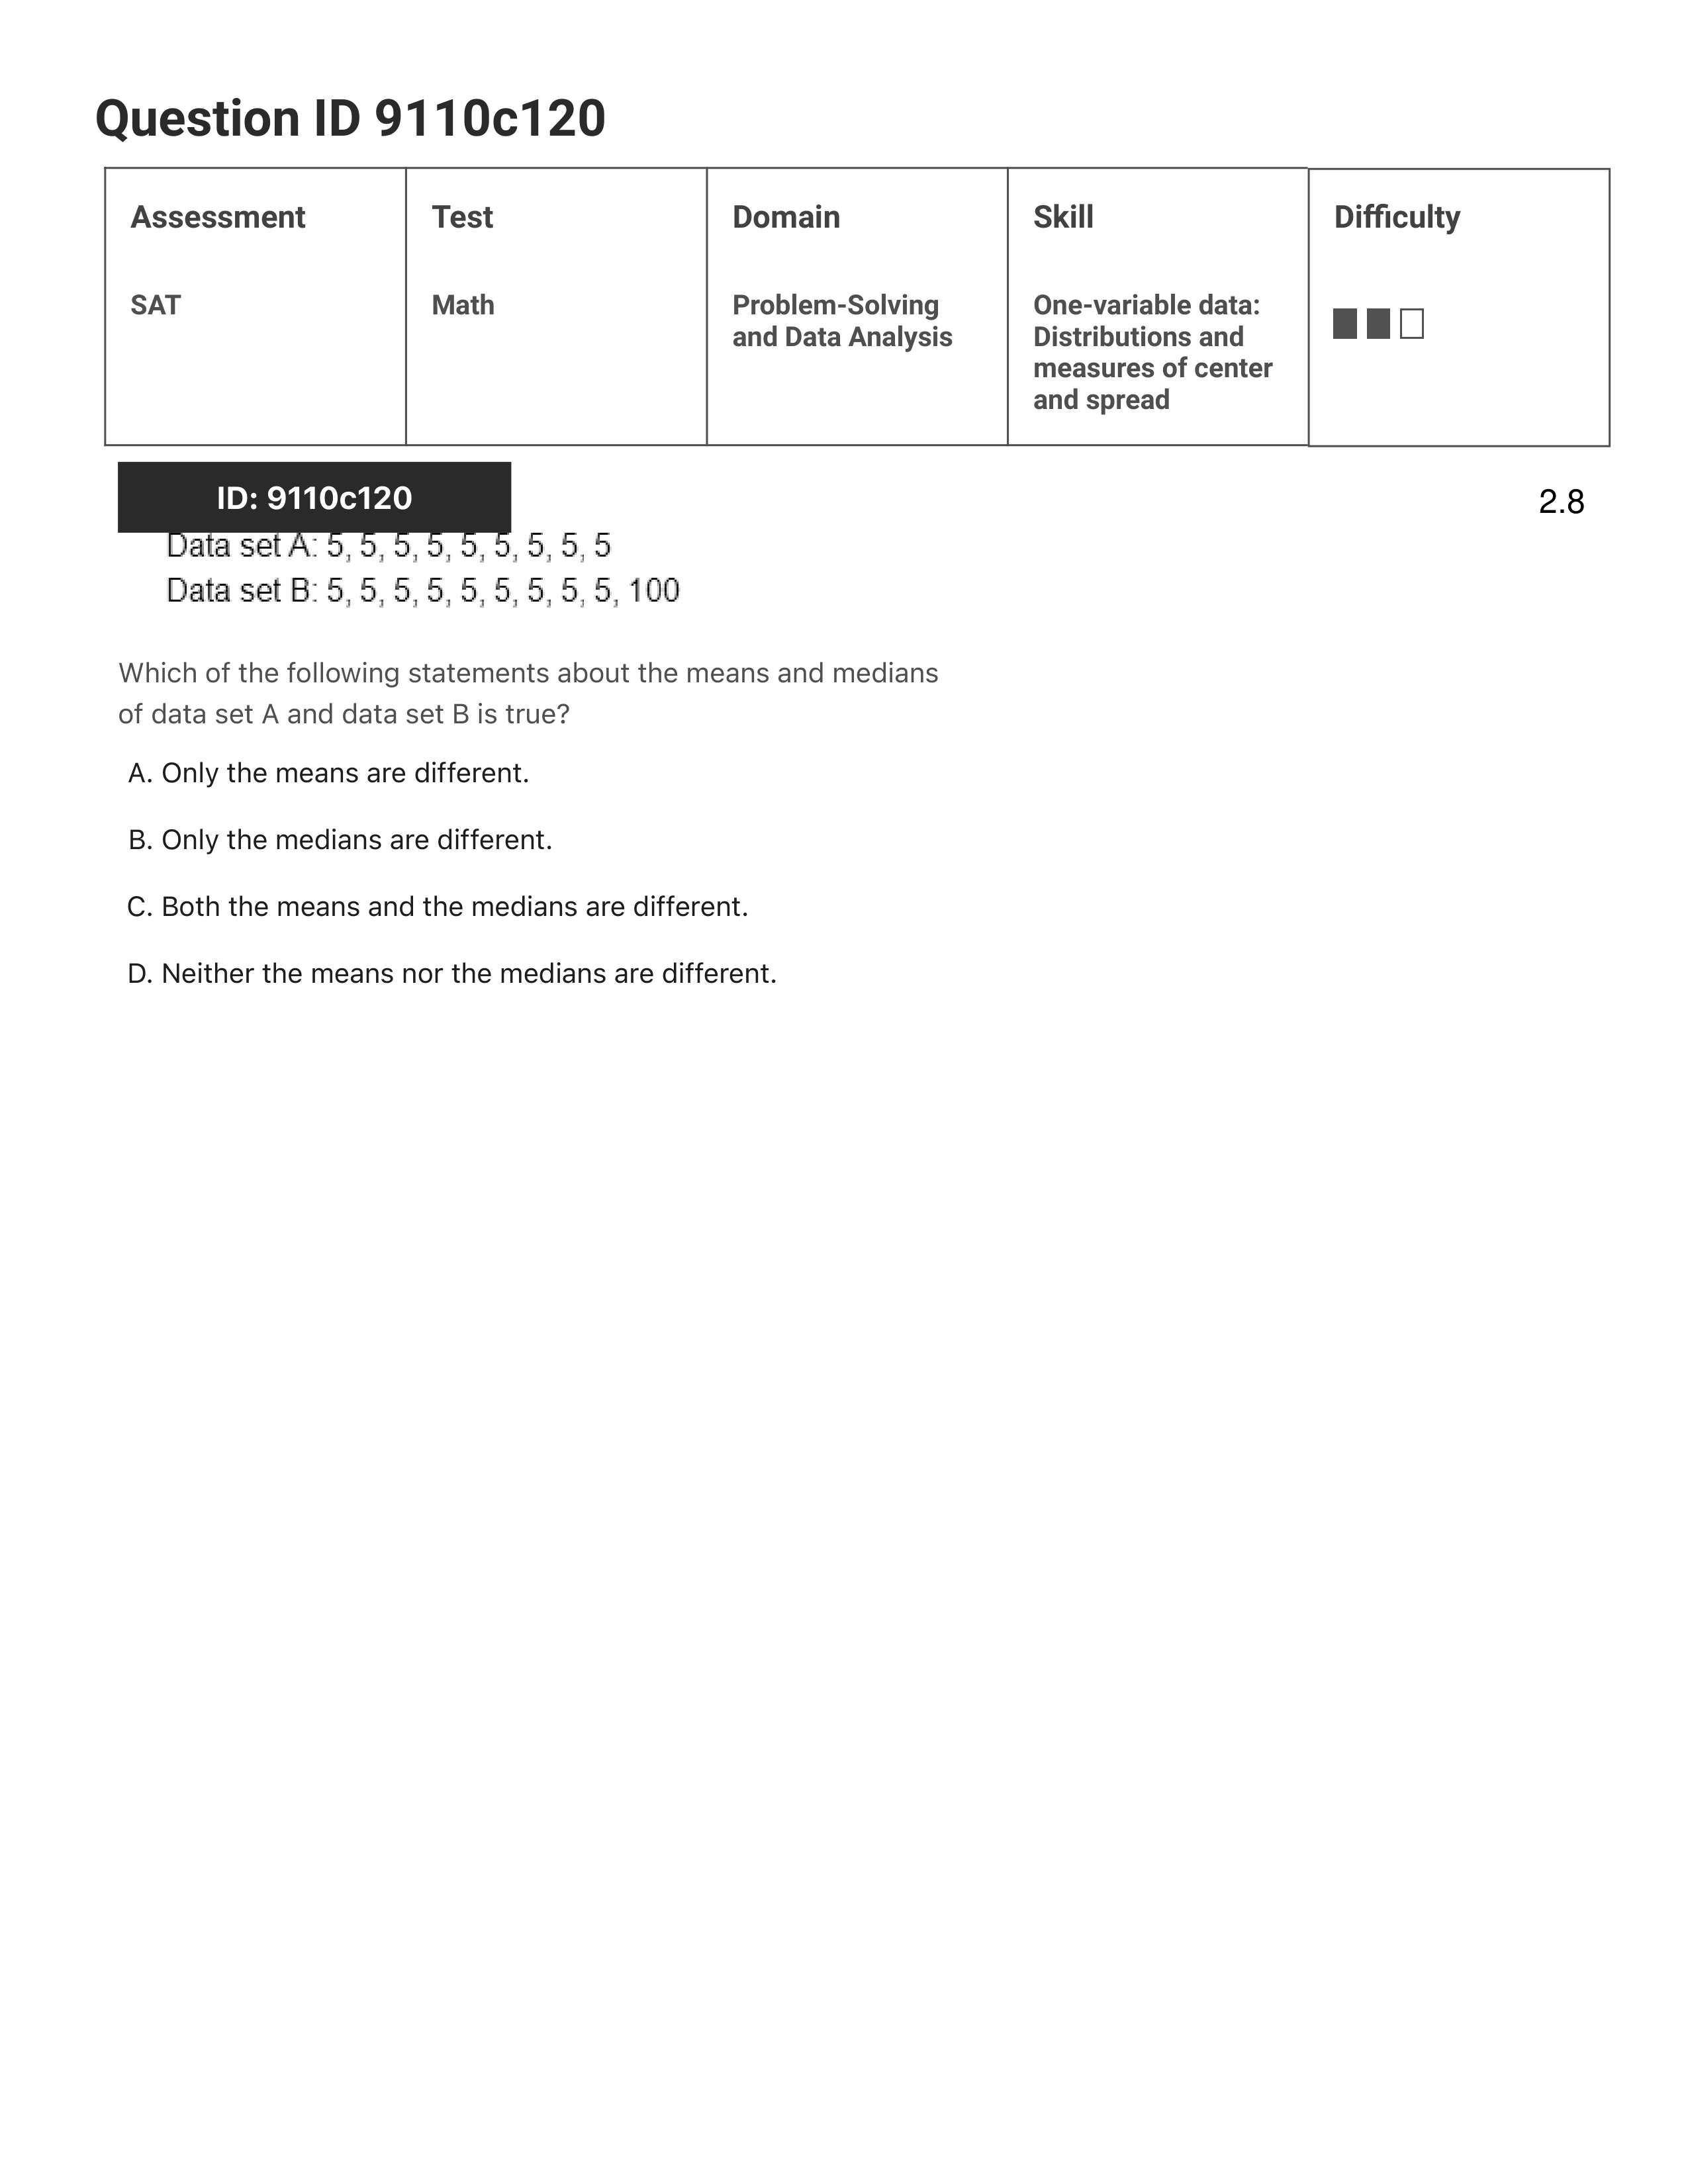 Question ID 9110c120
Assessment
Test
Domain
Skill
Difficulty
SAT
Math
Problem-Solving
and Data Analysis
One-variable data:
Distributions and
measures of center
and spread
ID: 9110c120
2.8
Data set A: 5, 5, 5, 5, 5, 5, 5, 5, 5
Data set B: 5, 5, 5, 5, 5, 5, 5, 5, 5, 100
Which of the following statements about the means and medians
of data set A and data set B is true?
A. Only the means are different.
B. Only the medians are different.
C. Both the means and the medians are different.
D. Neither the means nor the medians are different.